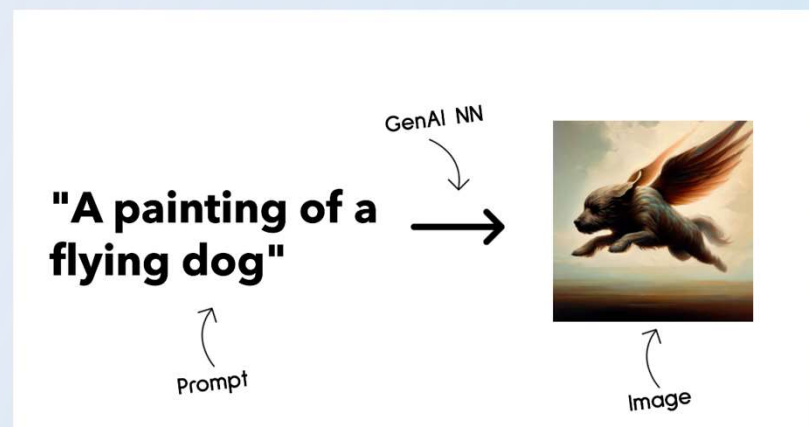 GenAI NN
"A painting of a
flying dog"
Prompt
Image